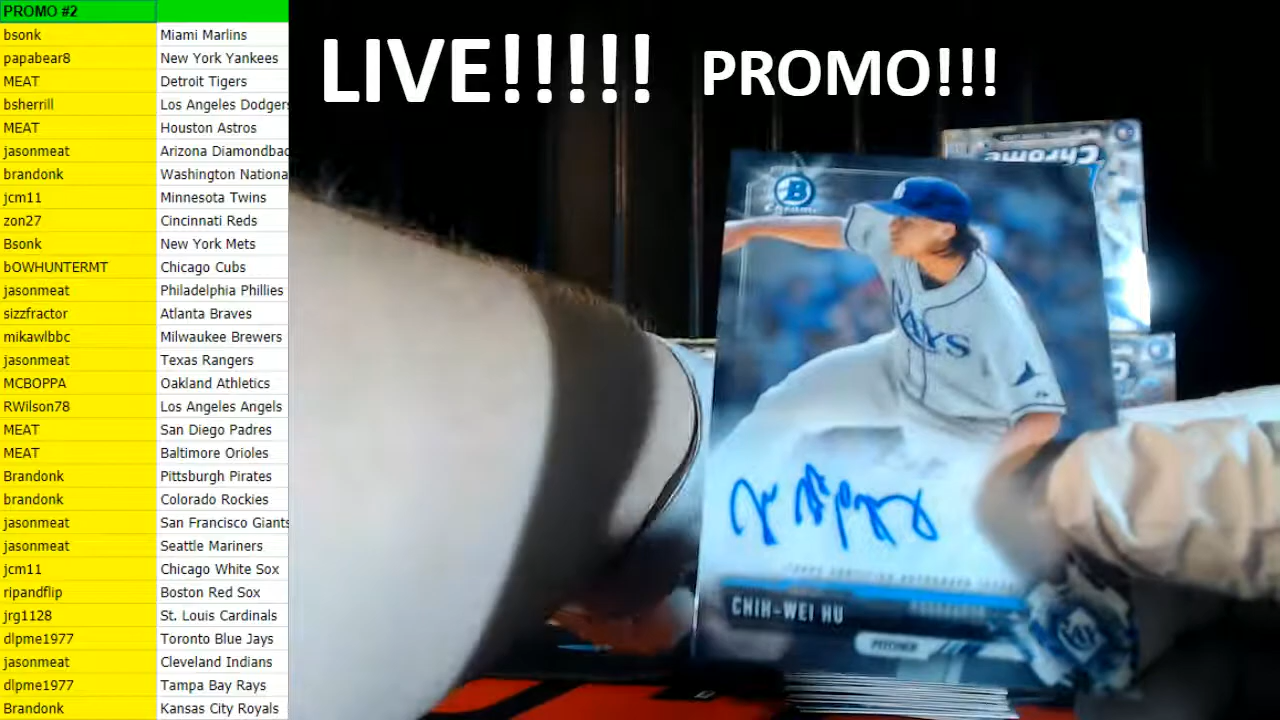 PROMO #2
bsonk Miami Marlins
papabear8 New York Yankees
MEAT Detroit Tigers
bsherrill Los Angeles Dodgers
MEAT Houston Astros
jasonmeat Arizona Diamondbac
brandonk Washington Nationa
jcm11 Minnesota Twins
zon27 Cincinnati Reds
Bsonk New York Mets
bOWHUNTERMT Chicago Cubs
jasonmeat Philadelphia Phillies
sizzfractor Atlanta Braves
mikawlbbc Milwaukee Brewers
jasonmeat Texas Rangers
MCBOPPA Oakland Athletics
RWilson78 Los Angeles Angels
MEAT San Diego Padres
MEAT Baltimore Orioles
Brandonk Pittsburgh Pirates
brandonk Colorado Rockies
jasonmeat San Francisco Giants
jasonmeat Seattle Mariners
jcm11 Chicago White Sox
ripandflip Boston Red Sox
jrg1128 St. Louis Cardinals
dlpme1977 Toronto Blue Jays
jasonmeat Cleveland Indians
dlpme1977 Tampa Bay Rays
Brandonk Kansas City Royals
LIVE!!!!! PROMO!!!
Chrome
B
Chrome
RAYS
CHIH-WEI HU
PITCHER
RAYS